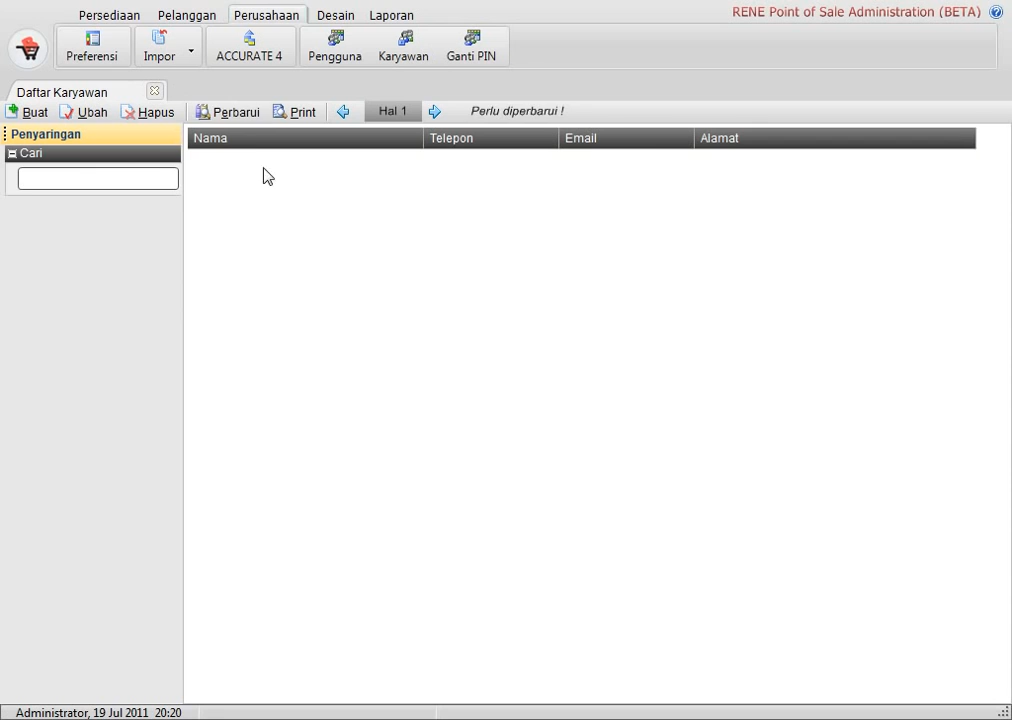 Persediaan Pelanggan Perusahaan Desain Laporan
RENE Point of Sale Administration (BETA)
Preferensi Impor ACCURATE 4 Pengguna Karyawan Ganti PIN
Daftar Karyawan
Buat Ubah Hapus Perbarui Print Hal 1 Perlu diperbarui !
Penyaringan
Cari
Nama Telepon Email Alamat
Administrator, 19 Jul 2011 20:20